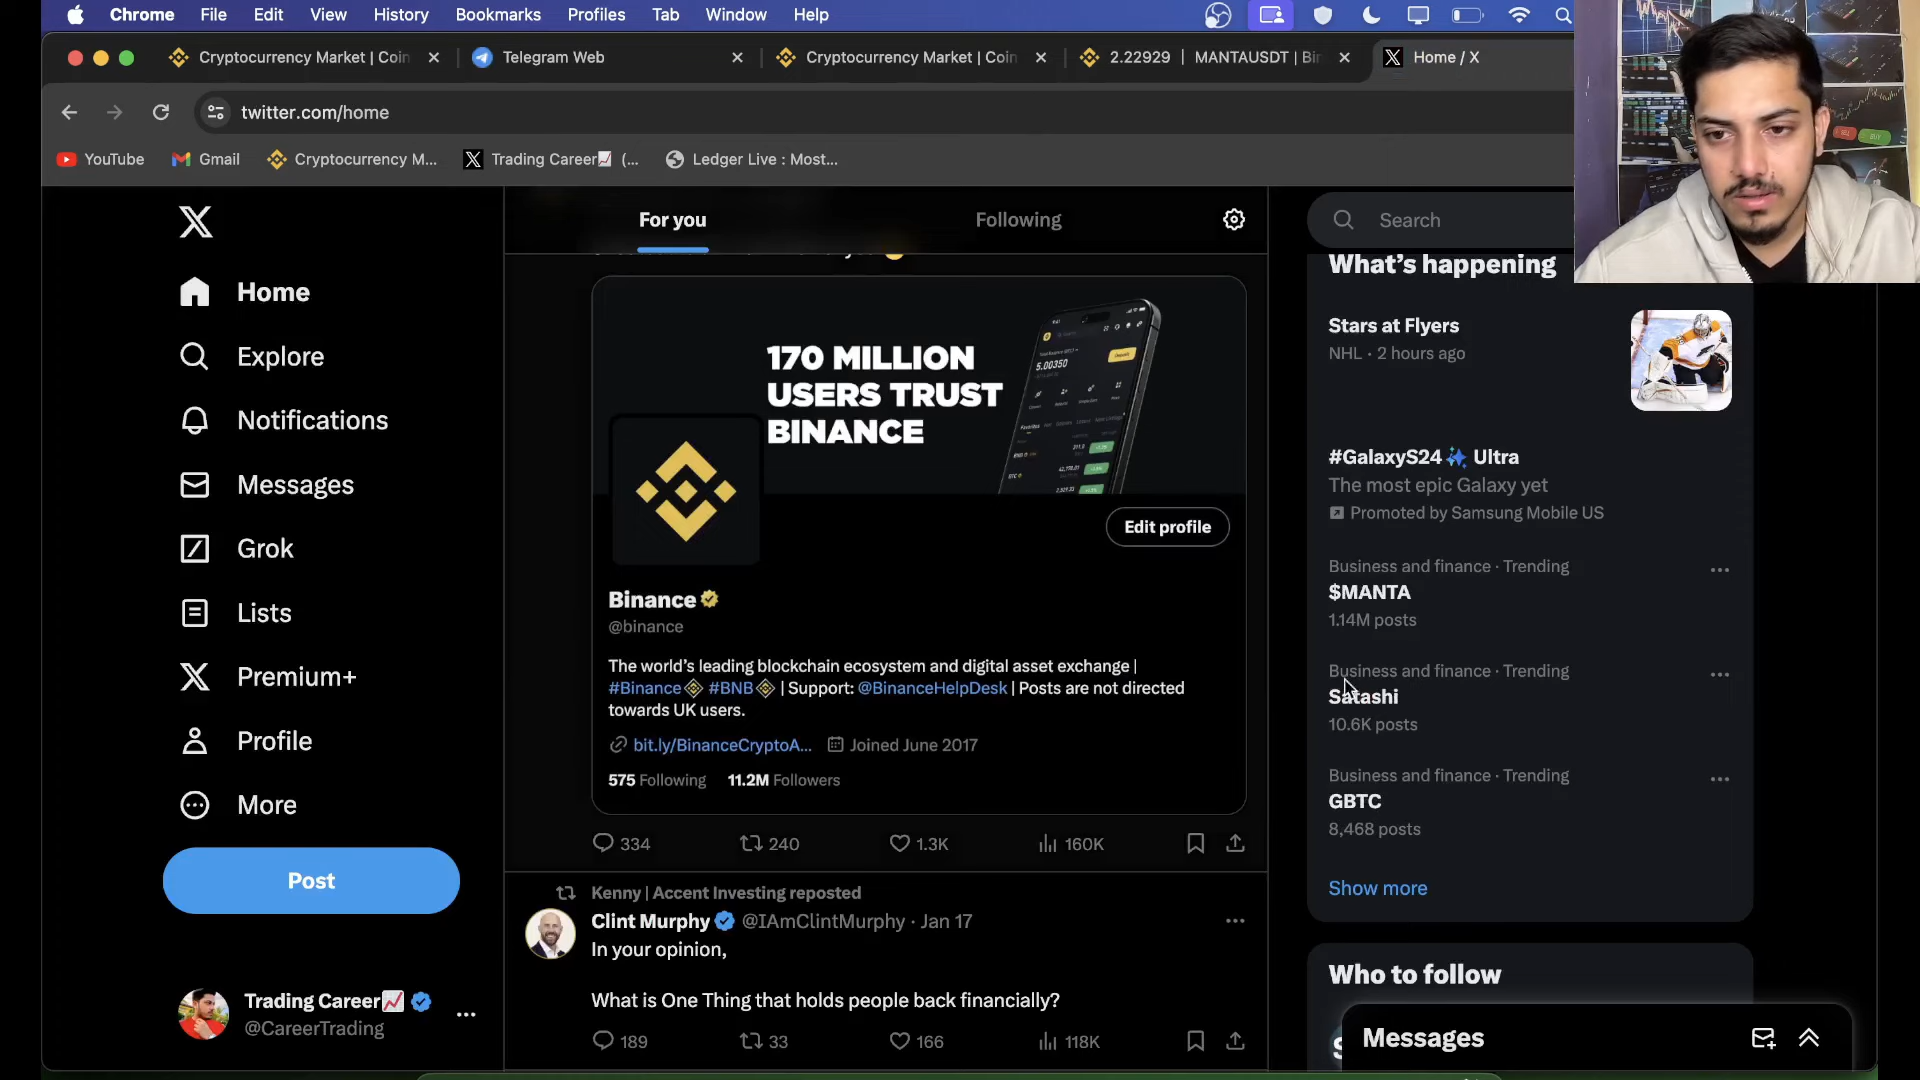 Chrome File Edit View History Bookmarks Profiles Tab Window Help
Cryptocurrency Market | Coin
Telegram Web
Cryptocurrency Market | Coin
2.22929 | MANTAUSDT | Bin
Home / X
twitter.com/home
YouTube
Gmail
Cryptocurrency M...
Trading Career📈 (...
Ledger Live : Most...
Home
Explore
Notifications
Messages
Grok
Lists
Premium+
Profile
More
Post
Trading Career📈
@CareerTrading
For you
Following
170 MILLION
USERS TRUST
BINANCE
5.00350
Edit profile
Binance
@binance
The world's leading blockchain ecosystem and digital asset exchange |
#Binance #BNB | Support: @BinanceHelpDesk | Posts are not directed
towards UK users.
bit.ly/BinanceCryptoA... Joined June 2017
575 Following 11.2M Followers
334 240 1.3K 160K
Kenny | Accent Investing reposted
Clint Murphy @IAmClintMurphy · Jan 17
In your opinion,
What is One Thing that holds people back financially?
189 33 166 118K
Search
What's happening
Stars at Flyers
NHL · 2 hours ago
#GalaxyS24 Ultra
The most epic Galaxy yet
Promoted by Samsung Mobile US
Business and finance · Trending
$MANTA
1.14M posts
Business and finance · Trending
Satashi
10.6K posts
Business and finance · Trending
GBTC
8,468 posts
Show more
Who to follow
Messages